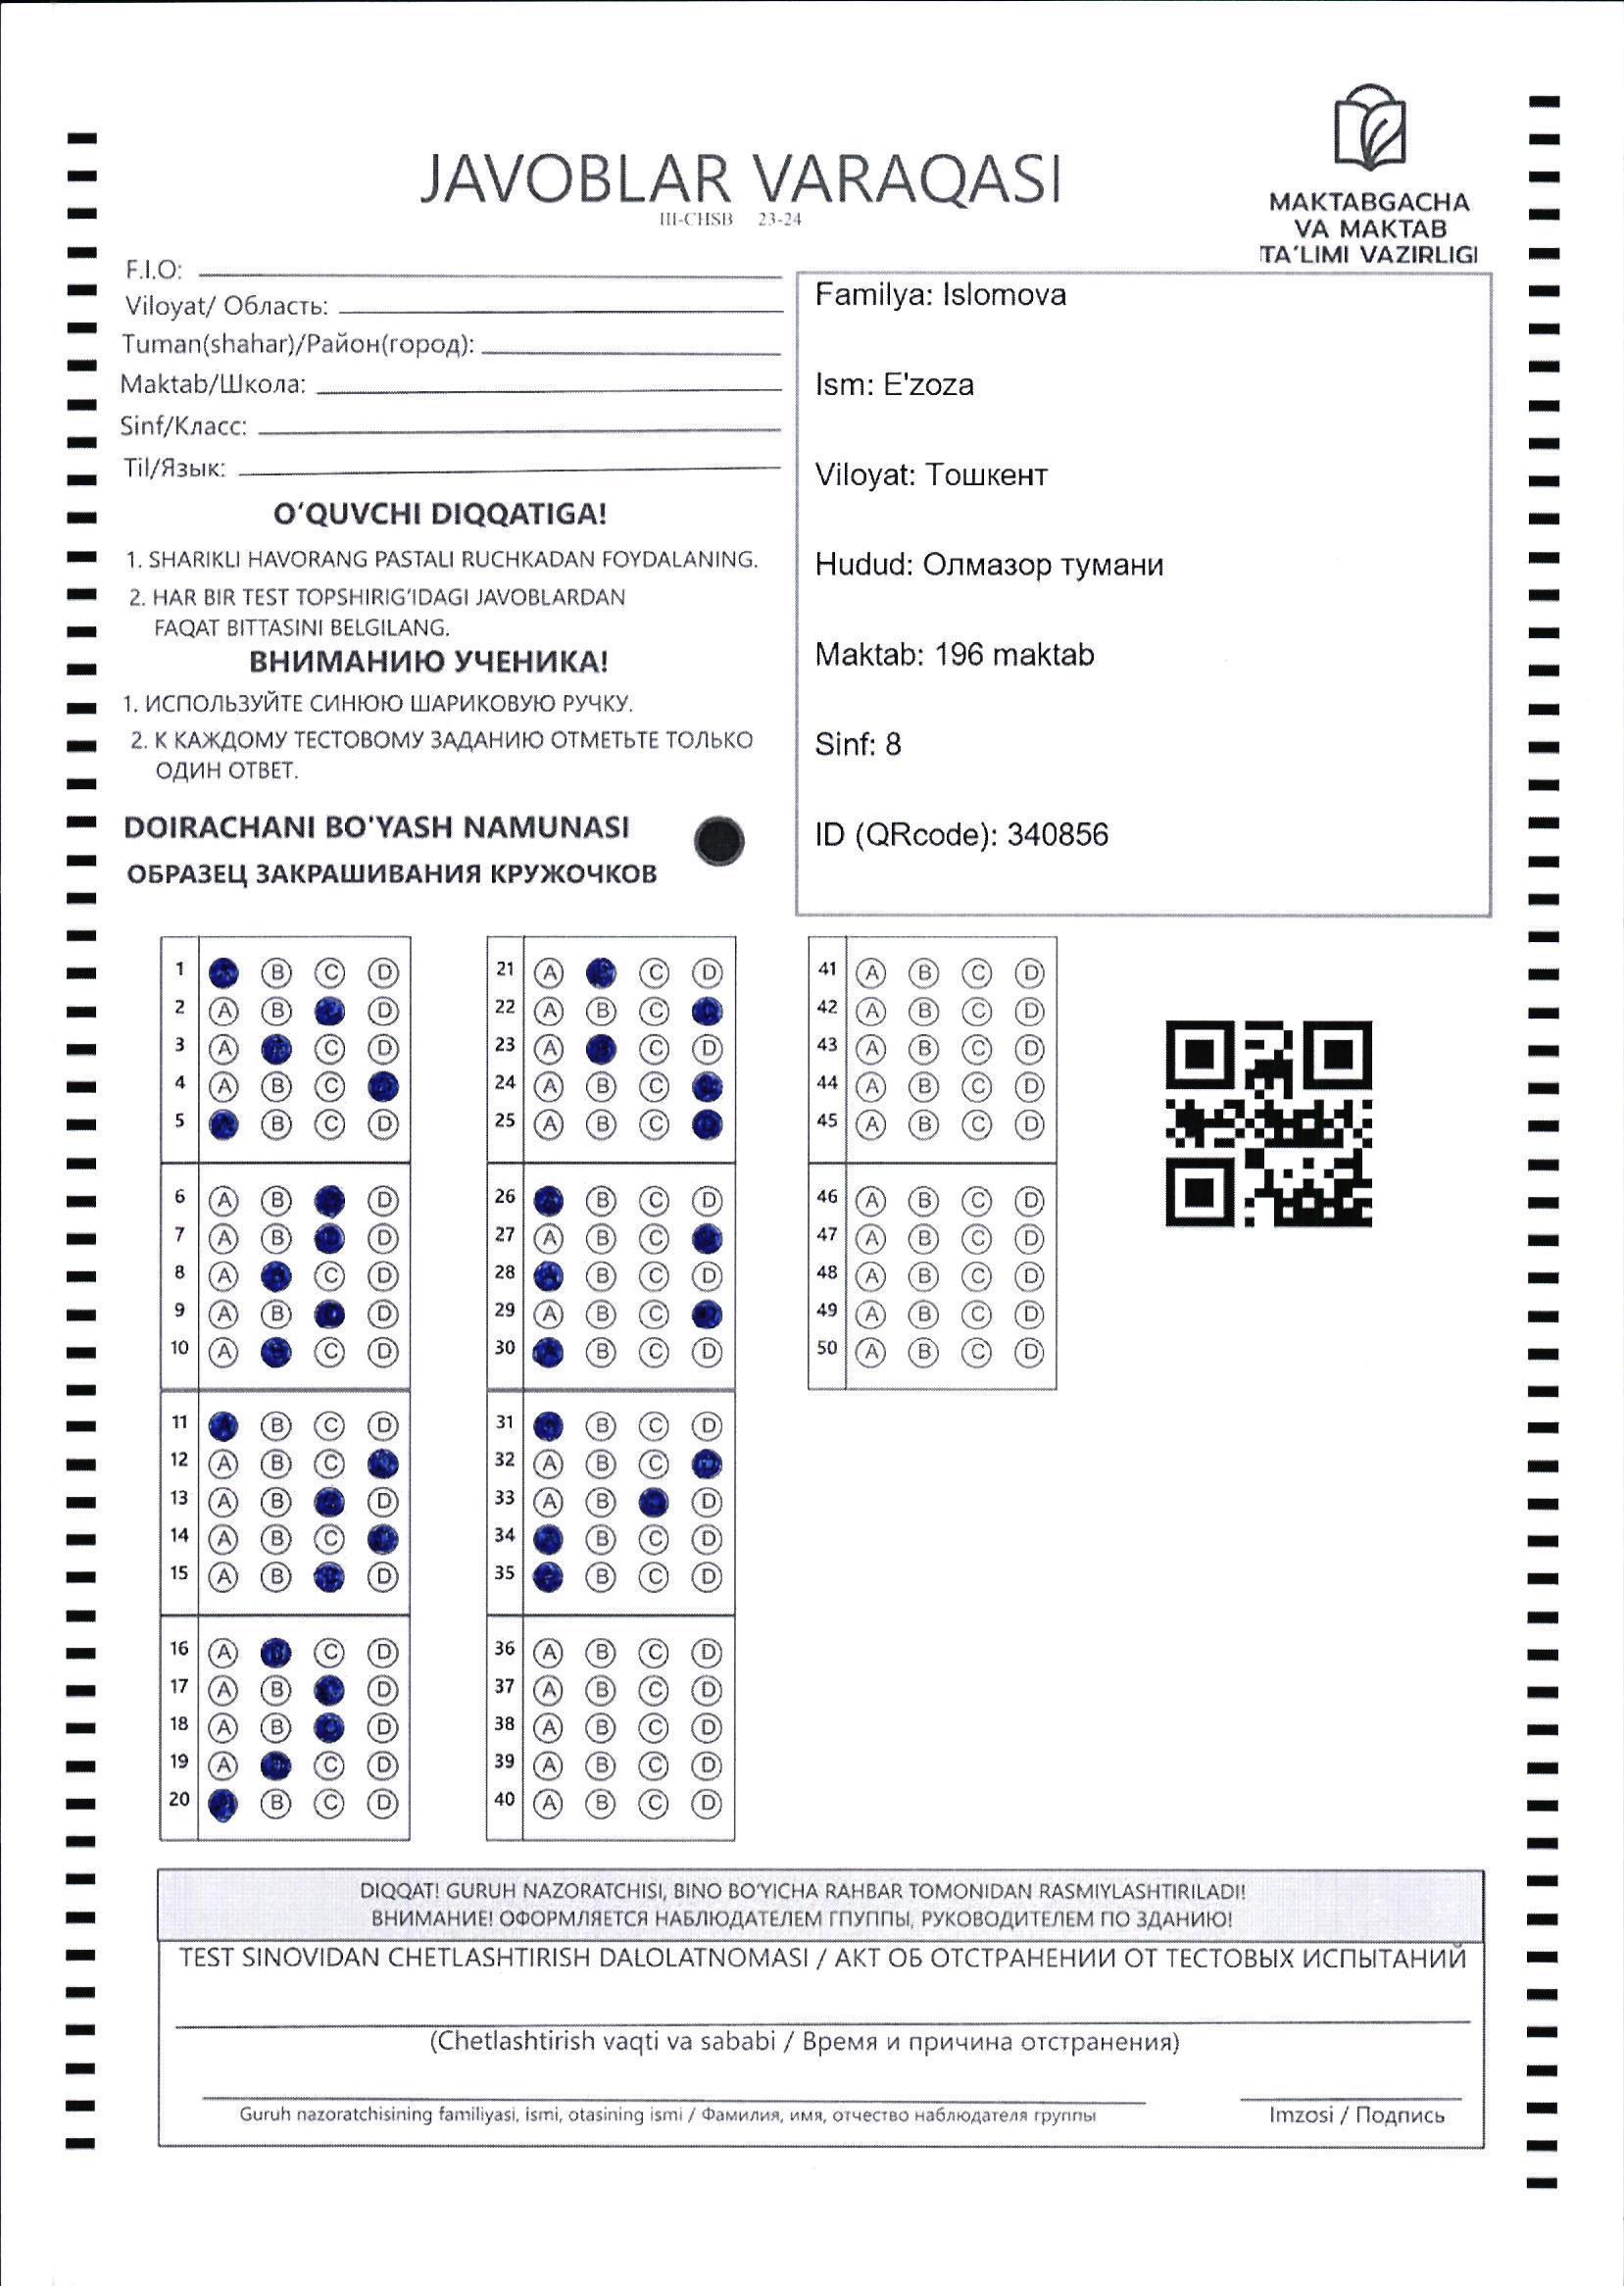 JAVOBLAR VARAQASI
III-CHSB 23-24
MAKTABGACHA
VA MAKTAB
TA'LIMI VAZIRLIGI
F.I.O:
Viloyat/ Область:
Tuman(shahar)/Район(город):
Maktab/Школа:
Sinf/Класс:
Til/Язык:
O'QUVCHI DIQQATIGA!
1. SHARIKLI HAVORANG PASTALI RUCHKADAN FOYDALANING.
2. HAR BIR TEST TOPSHIRIG'IDAGI JAVOBLARDAN
FAQAT BITTASINI BELGILANG.
ВНИМАНИЮ УЧЕНИКА!
1. ИСПОЛЬЗУЙТЕ СИНЮЮ ШАРИКОВУЮ РУЧКУ.
2. К КАЖДОМУ ТЕСТОВОМУ ЗАДАНИЮ ОТМЕТЬТЕ ТОЛЬКО
ОДИН ОТВЕТ.
DOIRACHANI BO'YASH NAMUNASI
ОБРАЗЕЦ ЗАКРАШИВАНИЯ КРУЖОЧКОВ
Familya: Islomova
Ism: E'zoza
Viloyat: Тошкент
Hudud: Олмазор тумани
Maktab: 196 maktab
Sinf: 8
ID (QRcode): 340856
1 B C D
2 A B D
3 A C D
4 A B C
5 B C D
6 A B D
7 A B D
8 A C D
9 A B D
10 A C D
11 B C D
12 A B C
13 A B D
14 A B C
15 A B D
16 A C D
17 A B D
18 A B D
19 A C D
20 B C D
21 A C D
22 A B C
23 A C D
24 A B C
25 A B C
26 B C D
27 A B C
28 B C D
29 A B C
30 B C D
31 B C D
32 A B C
33 A B D
34 B C D
35 B C D
36 A B C D
37 A B C D
38 A B C D
39 A B C D
40 A B C D
41 A B C D
42 A B C D
43 A B C D
44 A B C D
45 A B C D
46 A B C D
47 A B C D
48 A B C D
49 A B C D
50 A B C D
DIQQAT! GURUH NAZORATCHISI, BINO BO'YICHA RAHBAR TOMONIDAN RASMIYLASHTIRILADI!
ВНИМАНИЕ! ОФОРМЛЯЕТСЯ НАБЛЮДАТЕЛЕМ ГПУППЫ, РУКОВОДИТЕЛЕМ ПО ЗДАНИЮ!
TEST SINOVIDAN CHETLASHTIRISH DALOLATNOMASI / АКТ ОБ ОТСТРАНЕНИИ ОТ ТЕСТОВЫХ ИСПЫТАНИЙ
(Chetlashtirish vaqti va sababi / Время и причина отстранения)
Guruh nazoratchisining familiyasi, ismi, otasining ismi / Фамилия, имя, отчество наблюдателя группы
Imzosi / Подпись